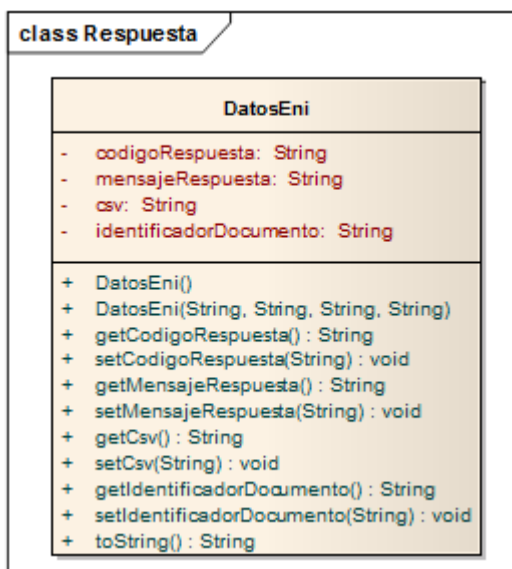 class Respuesta
DatosEni
- codigoRespuesta: String
- mensajeRespuesta: String
- csv: String
- identificadorDocumento: String
+ DatosEni()
+ DatosEni(String, String, String, String)
+ getCodigoRespuesta() : String
+ setCodigoRespuesta(String) : void
+ getMensajeRespuesta() : String
+ setMensajeRespuesta(String) : void
+ getCsv() : String
+ setCsv(String) : void
+ getIdentificadorDocumento() : String
+ setIdentificadorDocumento(String) : void
+ toString() : String